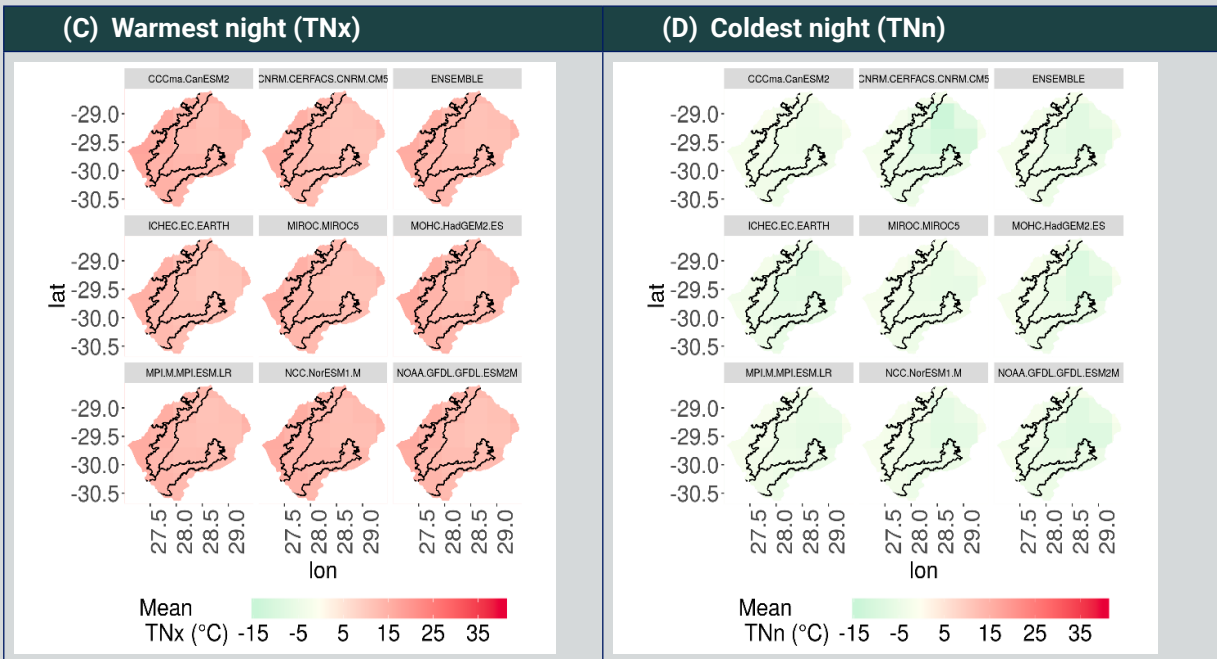 (C) Warmest night (TNx)
CCCma.CanESM2 CNRM.CERFACS.CNRM.CM5 ENSEMBLE
-29.0
-29.5
-30.0
-30.5
ICHEC.EC.EARTH MIROC.MIROC5 MOHC.HadGEM2.ES
-29.0
-29.5
-30.0
-30.5
lat
MPI.M.MPI.ESM.LR NCC.NorESM1.M NOAA.GFDL.GFDL.ESM2M
-29.0
-29.5
-30.0
-30.5
27.5 28.0 28.5 29.0 27.5 28.0 28.5 29.0 27.5 28.0 28.5 29.0
lon
Mean
TNx (°C) -15 -5 5 15 25 35
(D) Coldest night (TNn)
CCCma.CanESM2 CNRM.CERFACS.CNRM.CM5 ENSEMBLE
-29.0
-29.5
-30.0
-30.5
ICHEC.EC.EARTH MIROC.MIROC5 MOHC.HadGEM2.ES
-29.0
-29.5
-30.0
-30.5
lat
MPI.M.MPI.ESM.LR NCC.NorESM1.M NOAA.GFDL.GFDL.ESM2M
-29.0
-29.5
-30.0
-30.5
27.5 28.0 28.5 29.0 27.5 28.0 28.5 29.0 27.5 28.0 28.5 29.0
lon
Mean
TNn (°C) -15 -5 5 15 25 35